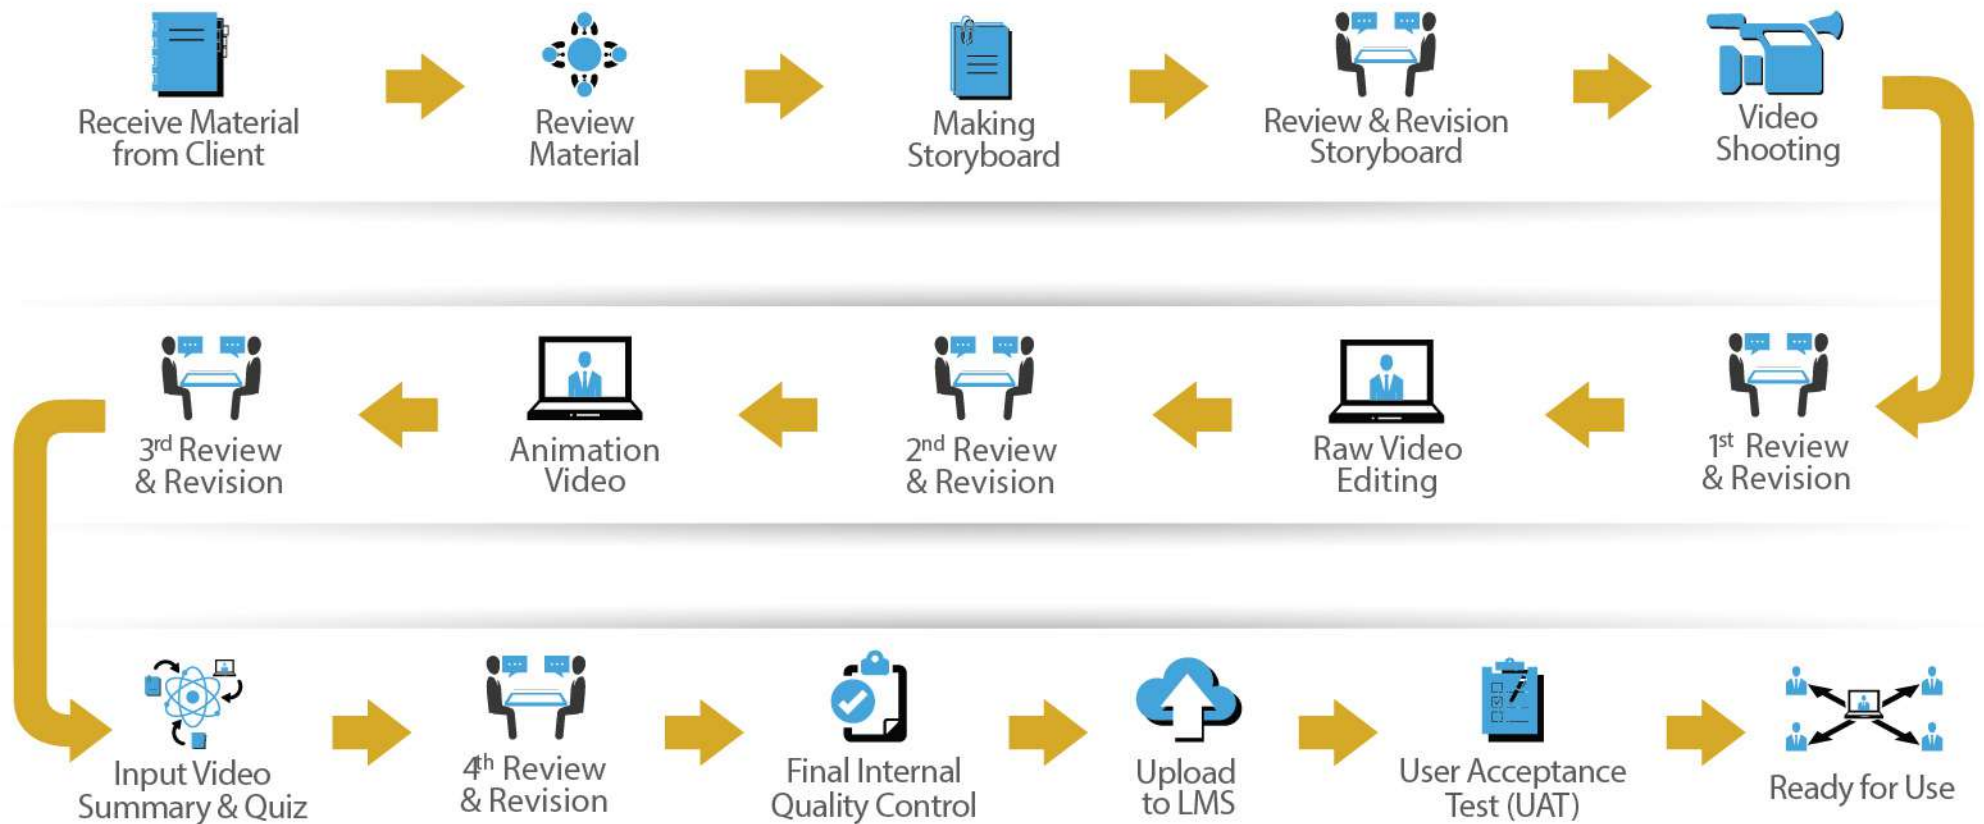 Receive Material
from Client
Review
Material
Making
Storyboard
Review & Revision
Storyboard
Video
Shooting
3rd Review
& Revision
Animation
Video
2nd Review
& Revision
Raw Video
Editing
1st Review
& Revision
Input Video
Summary & Quiz
4th Review
& Revision
Final Internal
Quality Control
Upload
to LMS
User Acceptance
Test (UAT)
Ready for Use